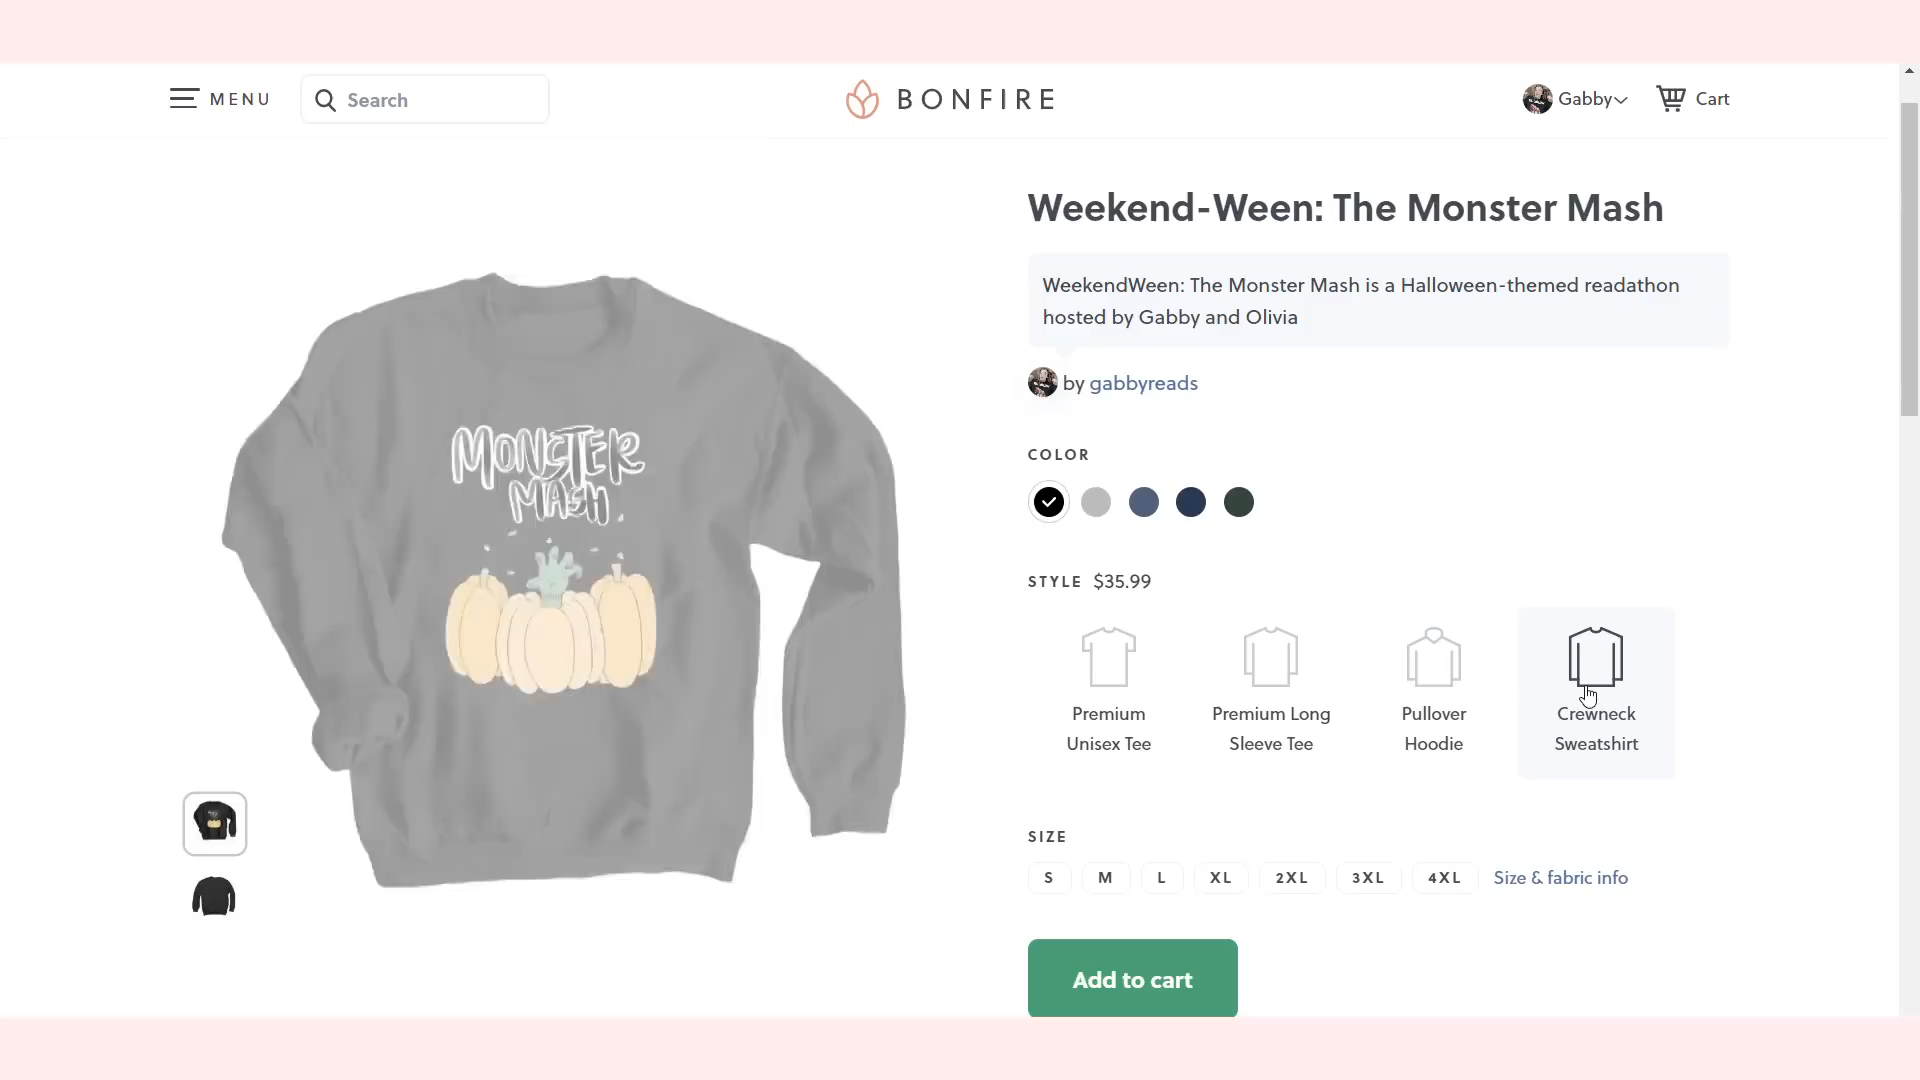 MENU
Search
BONFIRE
Gabby
Cart
Weekend-Ween: The Monster Mash
WeekendWeen: The Monster Mash is a Halloween-themed readathon
hosted by Gabby and Olivia
by gabbyreads
COLOR
STYLE $35.99
Premium
Unisex Tee
Premium Long
Sleeve Tee
Pullover
Hoodie
Crewneck
Sweatshirt
SIZE
S M L XL 2XL 3XL 4XL Size & fabric info
Add to cart
MONSTER
MASH